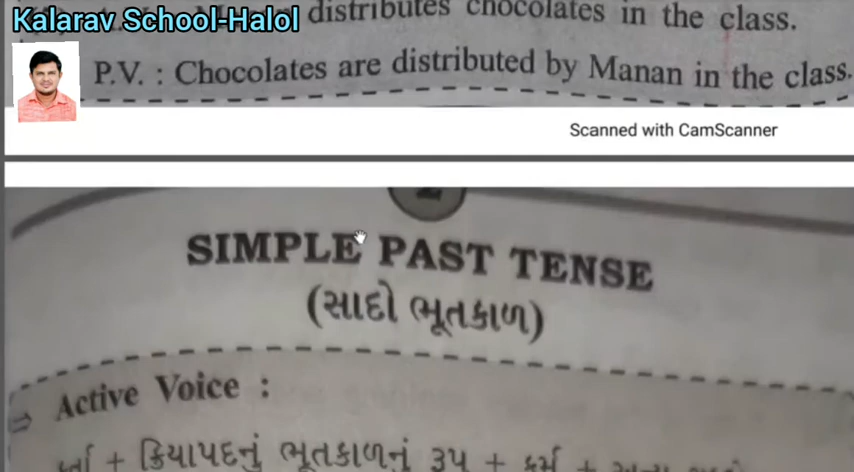 Kalarav School-Halol
distributes chocolates in the class.
P.V. : Chocolates are distributed by Manan in the class.
Scanned with CamScanner
SIMPLE PAST TENSE
(સાદો ભૂતકાળ)
Active Voice :
+ ક્રિયાપદનું ભૂતકાળનું રૂપ + કર્મ +